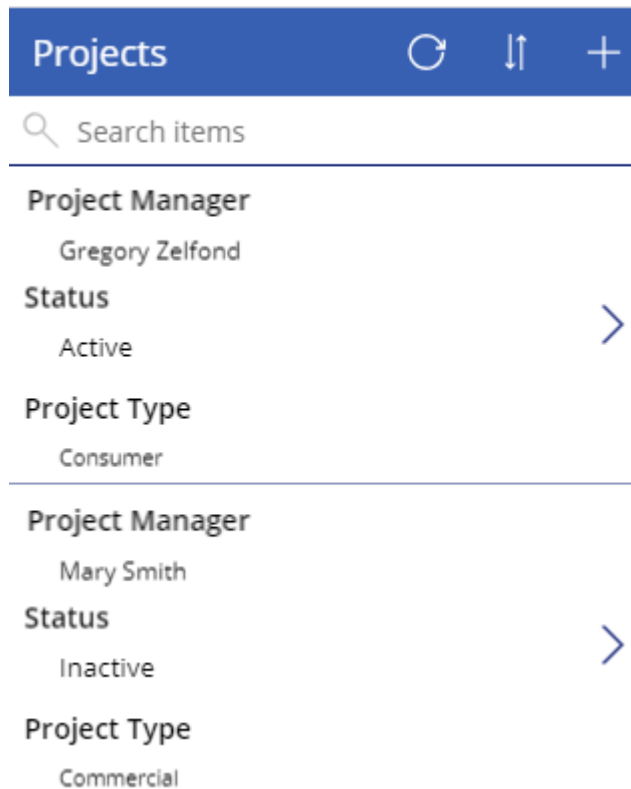 Projects
Search items
Project Manager
Gregory Zelfond
Status
Active
Project Type
Consumer
Project Manager
Mary Smith
Status
Inactive
Project Type
Commercial